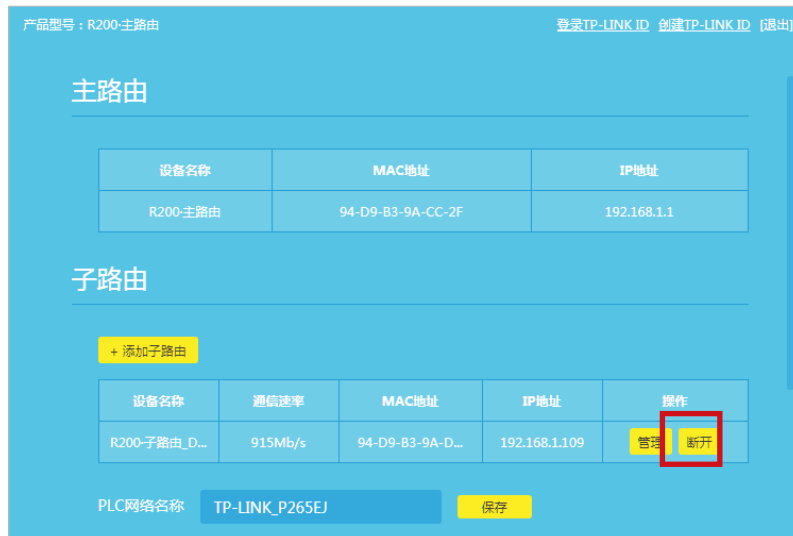 产品型号：R200·主路由 登录TP-LINK ID 创建TP-LINK ID [退出]
主路由
设备名称 MAC地址 IP地址
R200·主路由 94-D9-B3-9A-CC-2F 192.168.1.1
子路由
+ 添加子路由
设备名称 通信速率 MAC地址 IP地址 操作
R200·子路由_D... 915Mb/s 94-D9-B3-9A-D... 192.168.1.109 管理 断开
PLC网络名称 TP-LINK_P265EJ 保存